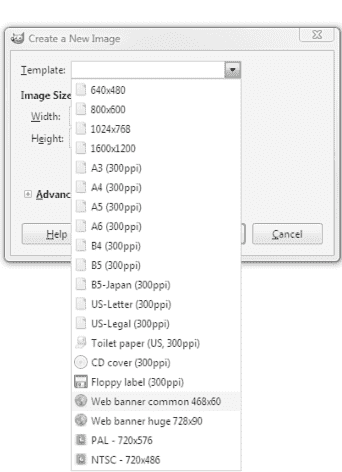 Create a New Image
Template:
Image Size
Width:
Height:
Advan
Help
Cancel
640x480
800x600
1024x768
1600x1200
A3 (300ppi)
A4 (300ppi)
A5 (300ppi)
A6 (300ppi)
B4 (300ppi)
B5 (300ppi)
B5-Japan (300ppi)
US-Letter (300ppi)
US-Legal (300ppi)
Toilet paper (US, 300ppi)
CD cover (300ppi)
Floppy label (300ppi)
Web banner common 468x60
Web banner huge 728x90
PAL - 720x576
NTSC - 720x486